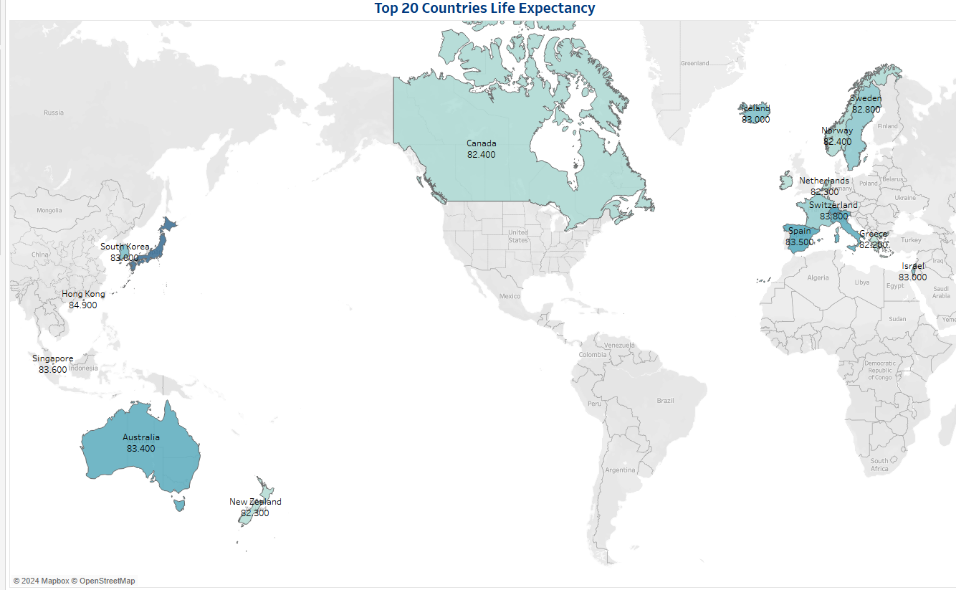 Top 20 Countries Life Expectancy
Greenland
Russia
Iceland
83.000
Sweden
82.800
Finland
Norway
82.400
Canada
82.400
Netherlands
82.300
Poland
Belarus
Ukraine
Mongolia
Switzerland
83.800
Spain
83.500
Greece
82.200
Turkey
United
States
South Korea
China
Israel
83.000
Iraq
Algeria
Libya
Egypt
Saudi
Arabia
Hong Kong
84.900
Mexico
Sudan
Venezuela
Colombia
Singapore
83.600
Indonesia
Democratic
Republic
of Congo
Peru
Brazil
Australia
83.400
South
Africa
Argentina
New Zealand
82.300
© 2024 Mapbox © OpenStreetMap